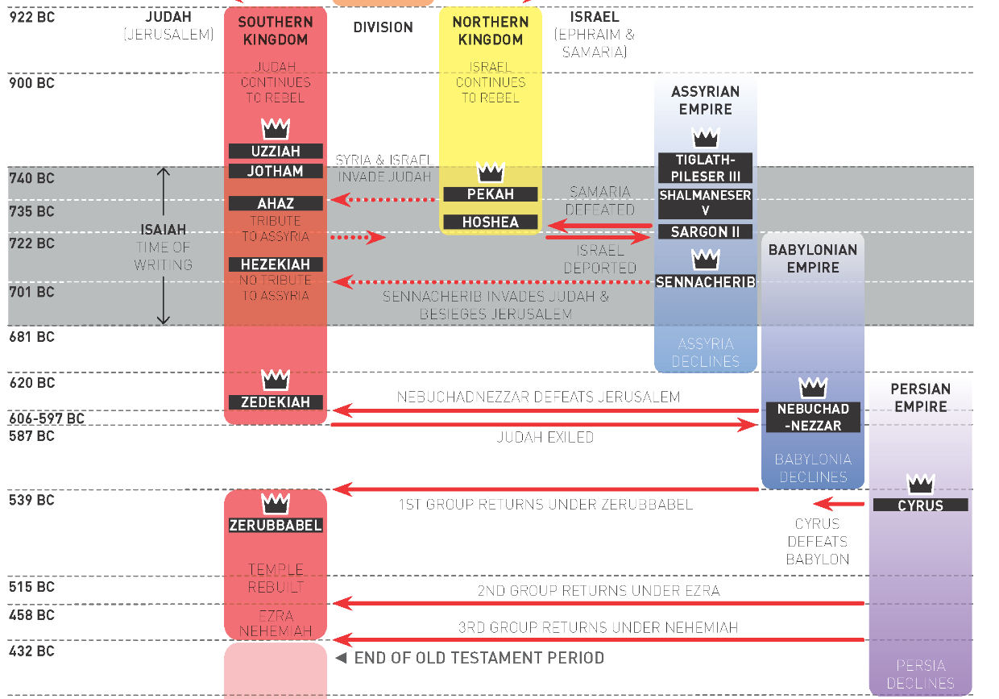 922 BC
JUDAH
(JERUSALEM)
SOUTHERN
KINGDOM
DIVISION
NORTHERN
KINGDOM
ISRAEL
(EPHRAIM &
SAMARIA)
JUDAH
CONTINUES
TO REBEL
ISRAEL
CONTINUES
TO REBEL
900 BC
ASSYRIAN
EMPIRE
UZZIAH
JOTHAM
SYRIA & ISRAEL
INVADE JUDAH
TIGLATH-
PILESER III
740 BC
PEKAH
SAMARIA
DEFEATED
SHALMANESER
V
AHAZ
735 BC
TRIBUTE
TO ASSYRIA
HOSHEA
SARGON II
ISAIAH
TIME OF
WRITING
722 BC
ISRAEL
DEPORTED
BABYLONIAN
EMPIRE
HEZEKIAH
NO TRIBUTE
TO ASSYRIA
SENNACHERIB
701 BC
SENNACHERIB INVADES JUDAH &
BESIEGES JERUSALEM
681 BC
ASSYRIA
DECLINES
620 BC
PERSIAN
EMPIRE
ZEDEKIAH
NEBUCHADNEZZAR DEFEATS JERUSALEM
NEBUCHAD
-NEZZAR
606-597 BC
587 BC
JUDAH EXILED
BABYLONIA
DECLINES
539 BC
1ST GROUP RETURNS UNDER ZERUBBABEL
CYRUS
ZERUBBABEL
CYRUS
DEFEATS
BABYLON
TEMPLE
REBUILT
515 BC
2ND GROUP RETURNS UNDER EZRA
458 BC
EZRA
NEHEMIAH
3RD GROUP RETURNS UNDER NEHEMIAH
432 BC
◄ END OF OLD TESTAMENT PERIOD
PERSIA
DECLINES